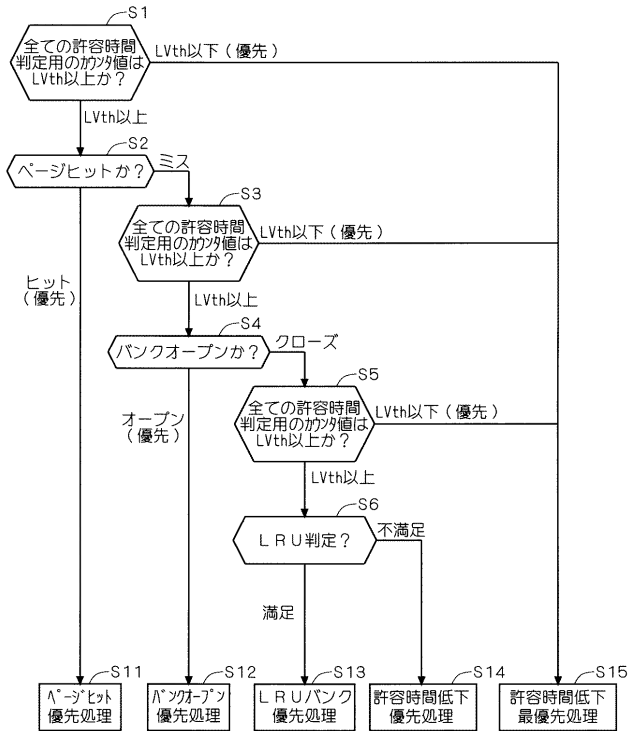 S1
全ての許容時間
判定用のｶｳﾝﾀ値は
LVth以上か？
LVth以下（優先）
LVth以上
S2
ページヒットか？
ミス
S3
全ての許容時間
判定用のｶｳﾝﾀ値は
LVth以上か？
LVth以下（優先）
ヒット
（優先）
LVth以上
S4
バンクオープンか？
クローズ
S5
全ての許容時間
判定用のｶｳﾝﾀ値は
LVth以上か？
LVth以下（優先）
オープン
（優先）
LVth以上
S6
ＬＲＵ判定？
不満足
満足
S11
ﾍﾟｰｼﾞﾋｯﾄ
優先処理
S12
ﾊﾞﾝｸｵｰﾌﾟﾝ
優先処理
S13
ＬＲＵバンク
優先処理
S14
許容時間低下
優先処理
S15
許容時間低下
最優先処理